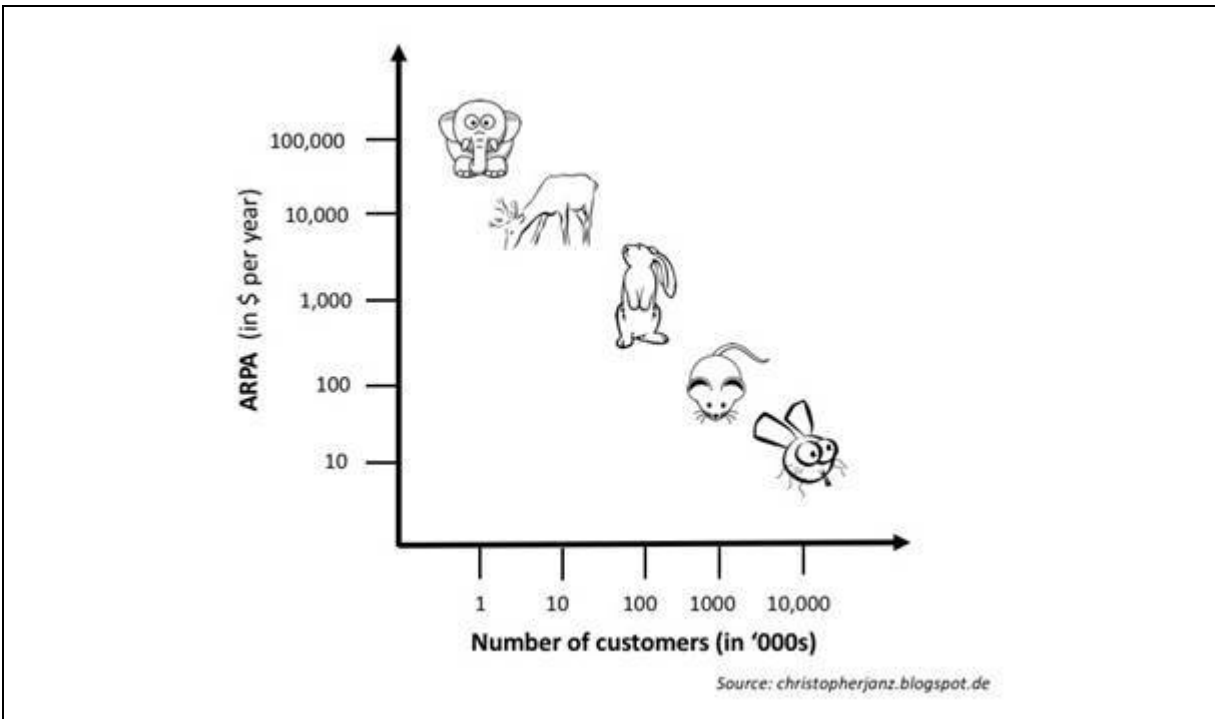 100,000
10,000
1,000
100
10
ARPA (in $ per year)
1 10 100 1000 10,000
Number of customers (in ‘000s)
Source: christopherjanz.blogspot.de